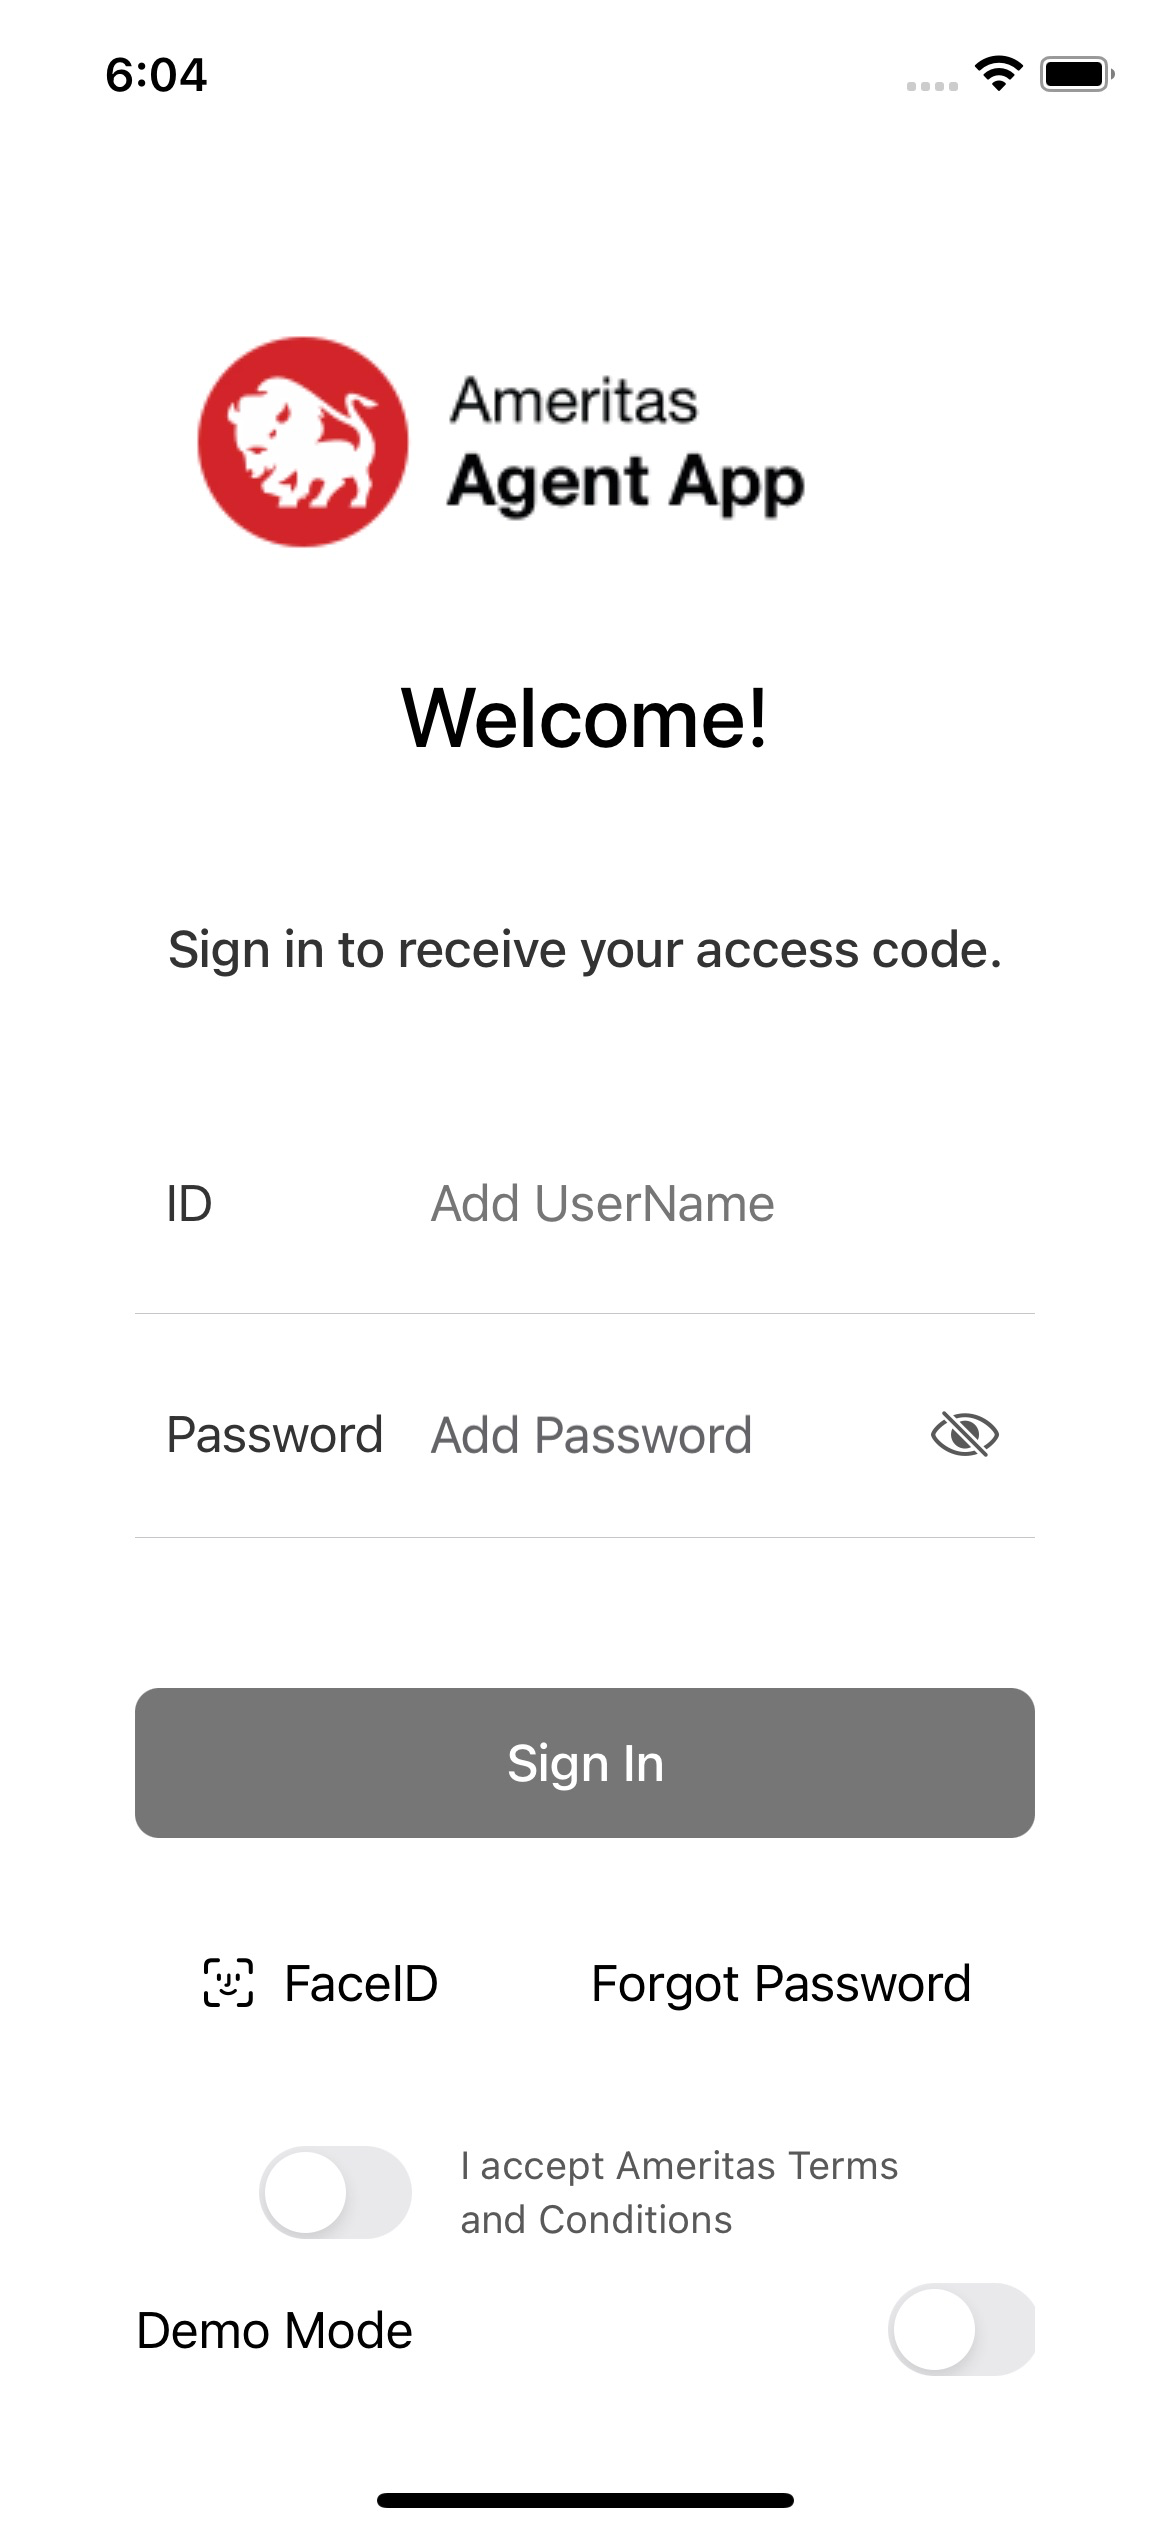 6:04
Ameritas
Agent App
Welcome!
Sign in to receive your access code.
ID Add UserName
Password Add Password
Sign In
FaceID Forgot Password
I accept Ameritas Terms
and Conditions
Demo Mode